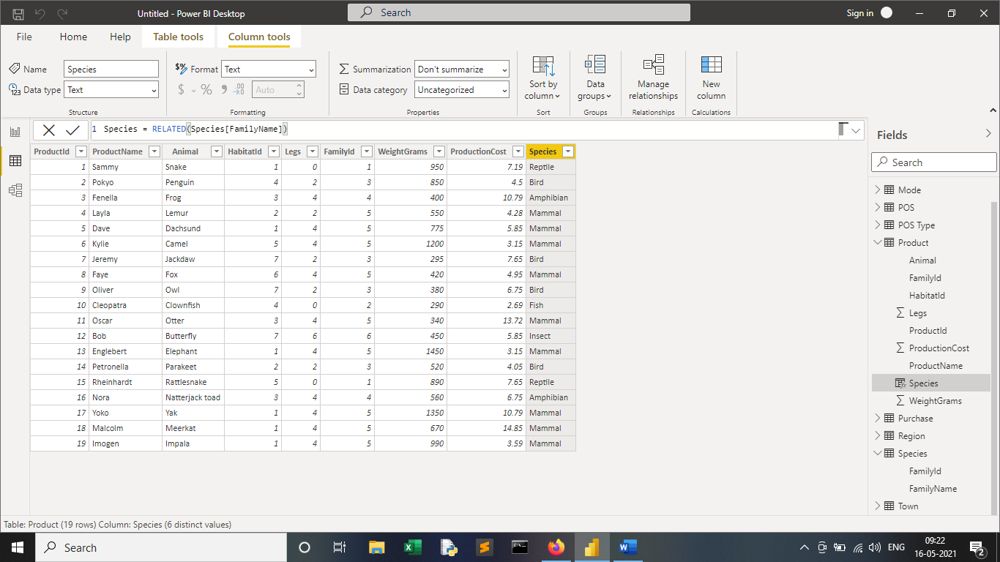 Untitled - Power BI Desktop
Search
Sign in
File Home Help Table tools Column tools
Name Species
Data type Text
Structure
$% Format Text
$ % 9 .00 Auto
Formatting
Summarization Don't summarize
Data category Uncategorized
Properties
Sort by column
Sort
Data groups
Groups
Manage relationships
Relationships
New column
Calculations
1 Species = RELATED(Species[FamilyName])
ProductId ProductName Animal HabitatId Legs FamilyId WeightGrams ProductionCost Species
1 Sammy Snake 1 0 1 950 7.19 Reptile
2 Pokyo Penguin 4 2 3 850 4.5 Bird
3 Fenella Frog 3 4 4 400 10.79 Amphibian
4 Layla Lemur 2 2 5 550 4.28 Mammal
5 Dave Dachsund 1 4 5 775 5.85 Mammal
6 Kylie Camel 5 4 5 1200 3.15 Mammal
7 Jeremy Jackdaw 7 2 3 295 7.65 Bird
8 Faye Fox 6 4 5 420 4.95 Mammal
9 Oliver Owl 7 2 3 380 6.75 Bird
10 Cleopatra Clownfish 4 0 2 290 2.69 Fish
11 Oscar Otter 3 4 5 340 13.72 Mammal
12 Bob Butterfly 7 6 6 450 5.85 Insect
13 Englebert Elephant 1 4 5 1450 3.15 Mammal
14 Petronella Parakeet 2 2 3 520 4.05 Bird
15 Rheinhardt Rattlesnake 5 0 1 890 7.65 Reptile
16 Nora Natterjack toad 3 4 4 560 6.75 Amphibian
17 Yoko Yak 1 4 5 1350 10.79 Mammal
18 Malcolm Meerkat 1 4 5 670 14.85 Mammal
19 Imogen Impala 1 4 5 990 3.59 Mammal
Fields
Search
Mode
POS
POS Type
Product
Animal
FamilyId
HabitatId
Legs
ProductId
ProductionCost
ProductName
Species
WeightGrams
Purchase
Region
Species
FamilyId
FamilyName
Town
Table: Product (19 rows) Column: Species (6 distinct values)
Search
ENG
09:22
16-05-2021
2